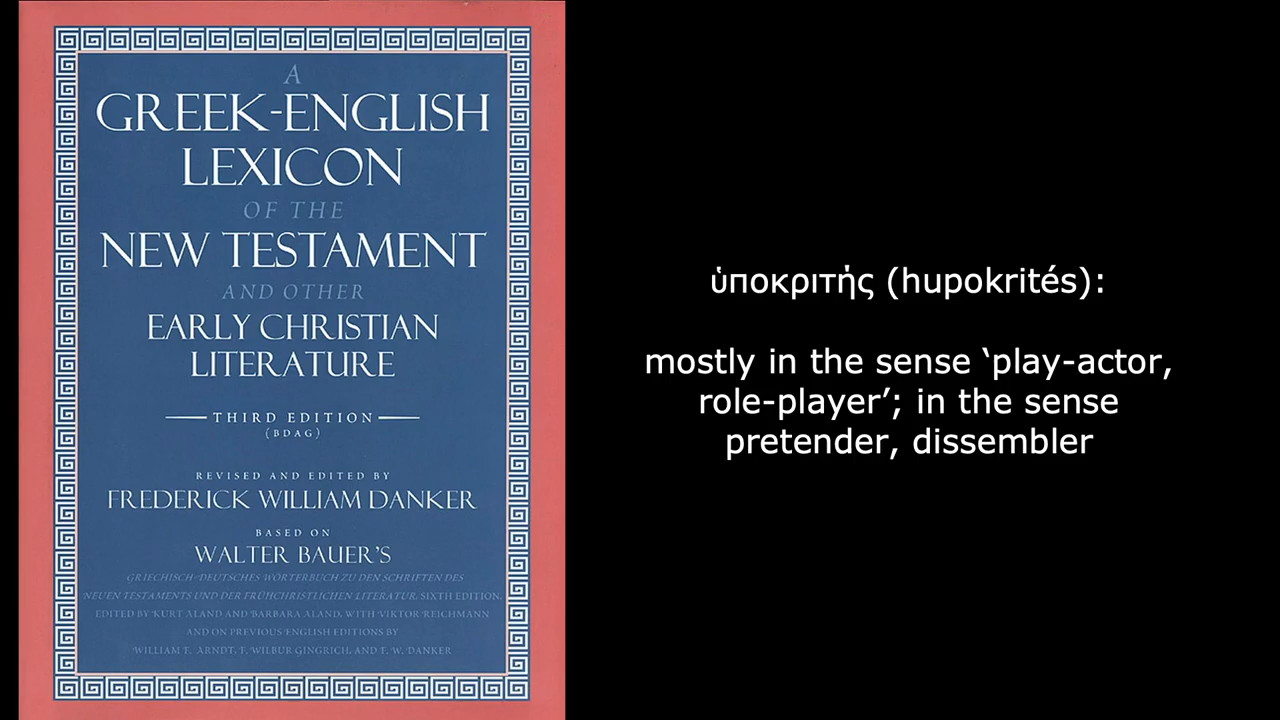 A
GREEK-ENGLISH
LEXICON
OF THE
NEW TESTAMENT
AND OTHER
EARLY CHRISTIAN
LITERATURE
THIRD EDITION
(BDAG)
REVISED AND EDITED BY
FREDERICK WILLIAM DANKER
BASED ON
WALTER BAUER'S
GRIECHISCH-DEUTSCHES WÖRTERBUCH ZU DEN SCHRIFTEN DES
NEUEN TESTAMENTS UND DER FRÜHCHRISTLICHEN LITERATUR, SIXTH EDITION,
EDITED BY KURT ALAND AND BARBARA ALAND, WITH VIKTOR REICHMANN
AND ON PREVIOUS ENGLISH EDITIONS BY
WILLIAM F. ARNDT, F. WILBUR GINGRICH, AND F. W. DANKER
ὑποκριτής (hupokrités):
mostly in the sense ‘play-actor,
role-player’; in the sense
pretender, dissembler